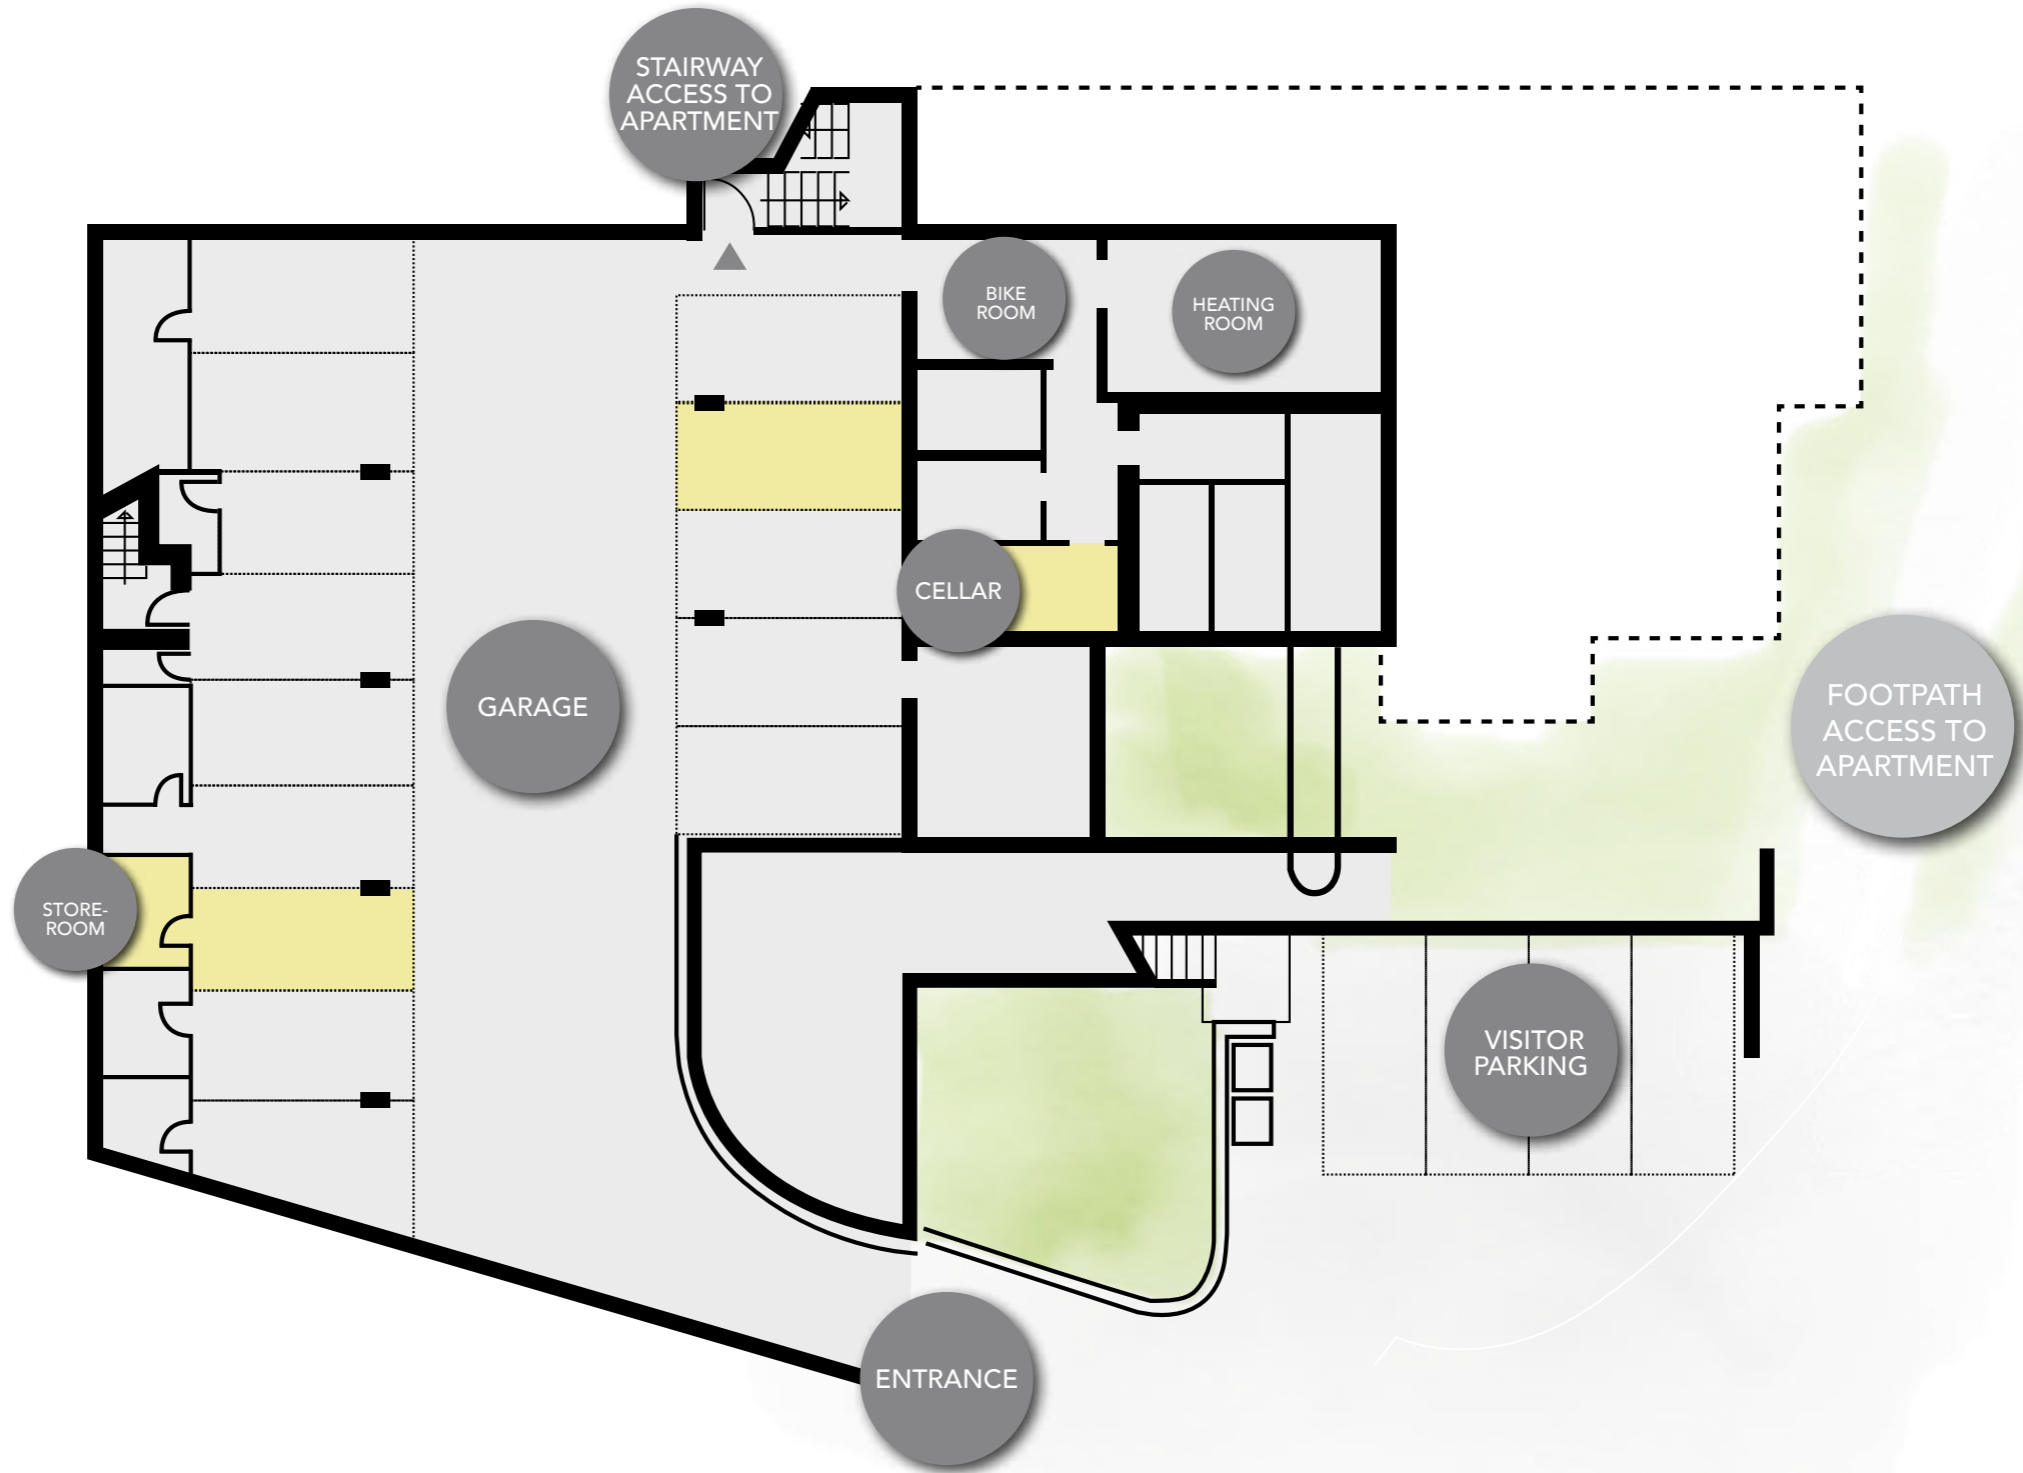 STAIRWAY
ACCESS TO
APARTMENT
BIKE
ROOM
HEATING
ROOM
CELLAR
GARAGE
FOOTPATH
ACCESS TO
APARTMENT
STORE-
ROOM
VISITOR
PARKING
ENTRANCE